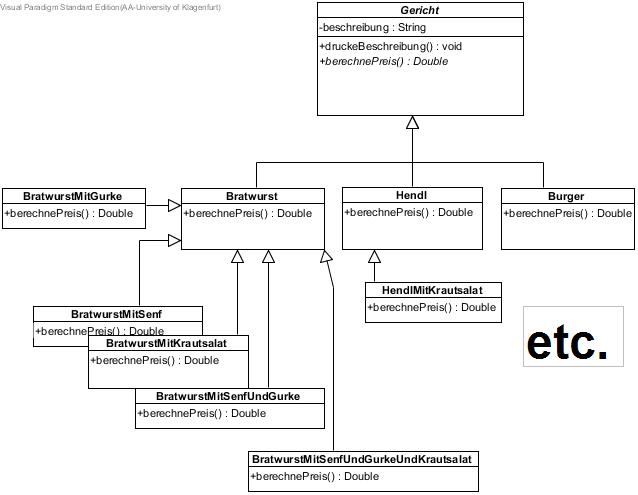 Visual Paradigm Standard Edition(AA-University of Klagenfurt)
Gericht
-beschreibung : String
+druckeBeschreibung() : void
+berechnePreis() : Double
BratwurstMitGurke
+berechnePreis() : Double
Bratwurst
+berechnePreis() : Double
Hendl
+berechnePreis() : Double
Burger
+berechnePreis() : Double
HendlMitKrautsalat
+berechnePreis() : Double
BratwurstMitSenf
+berechnePreis() : Double
BratwurstMitKrautsalat
+berechnePreis() : Double
etc.
BratwurstMitSenfUndGurke
+berechnePreis() : Double
BratwurstMitSenfUndGurkeUndKrautsalat
+berechnePreis() : Double